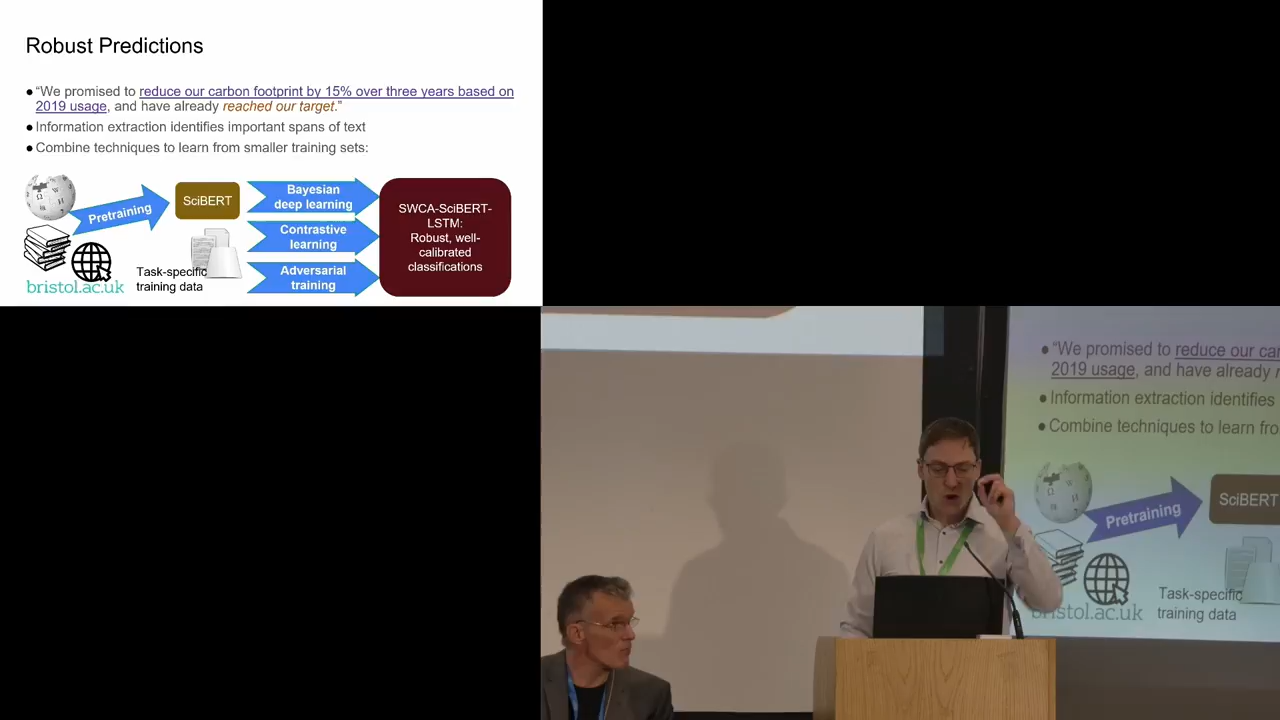 Robust Predictions
● “We promised to reduce our carbon footprint by 15% over three years based on
2019 usage, and have already reached our target.”
● Information extraction identifies important spans of text
● Combine techniques to learn from smaller training sets:
Pretraining
SciBERT
Bayesian
deep learning
Contrastive
learning
Adversarial
training
SWCA-SciBERT-
LSTM:
Robust, well-
calibrated
classifications
Task-specific
training data
bristol.ac.uk
● “We promised to reduce our car
2019 usage, and have already
● Information extraction identifies
● Combine techniques to learn fro
Pretraining
SciBERT
Task-specific
training data
bristol.ac.uk